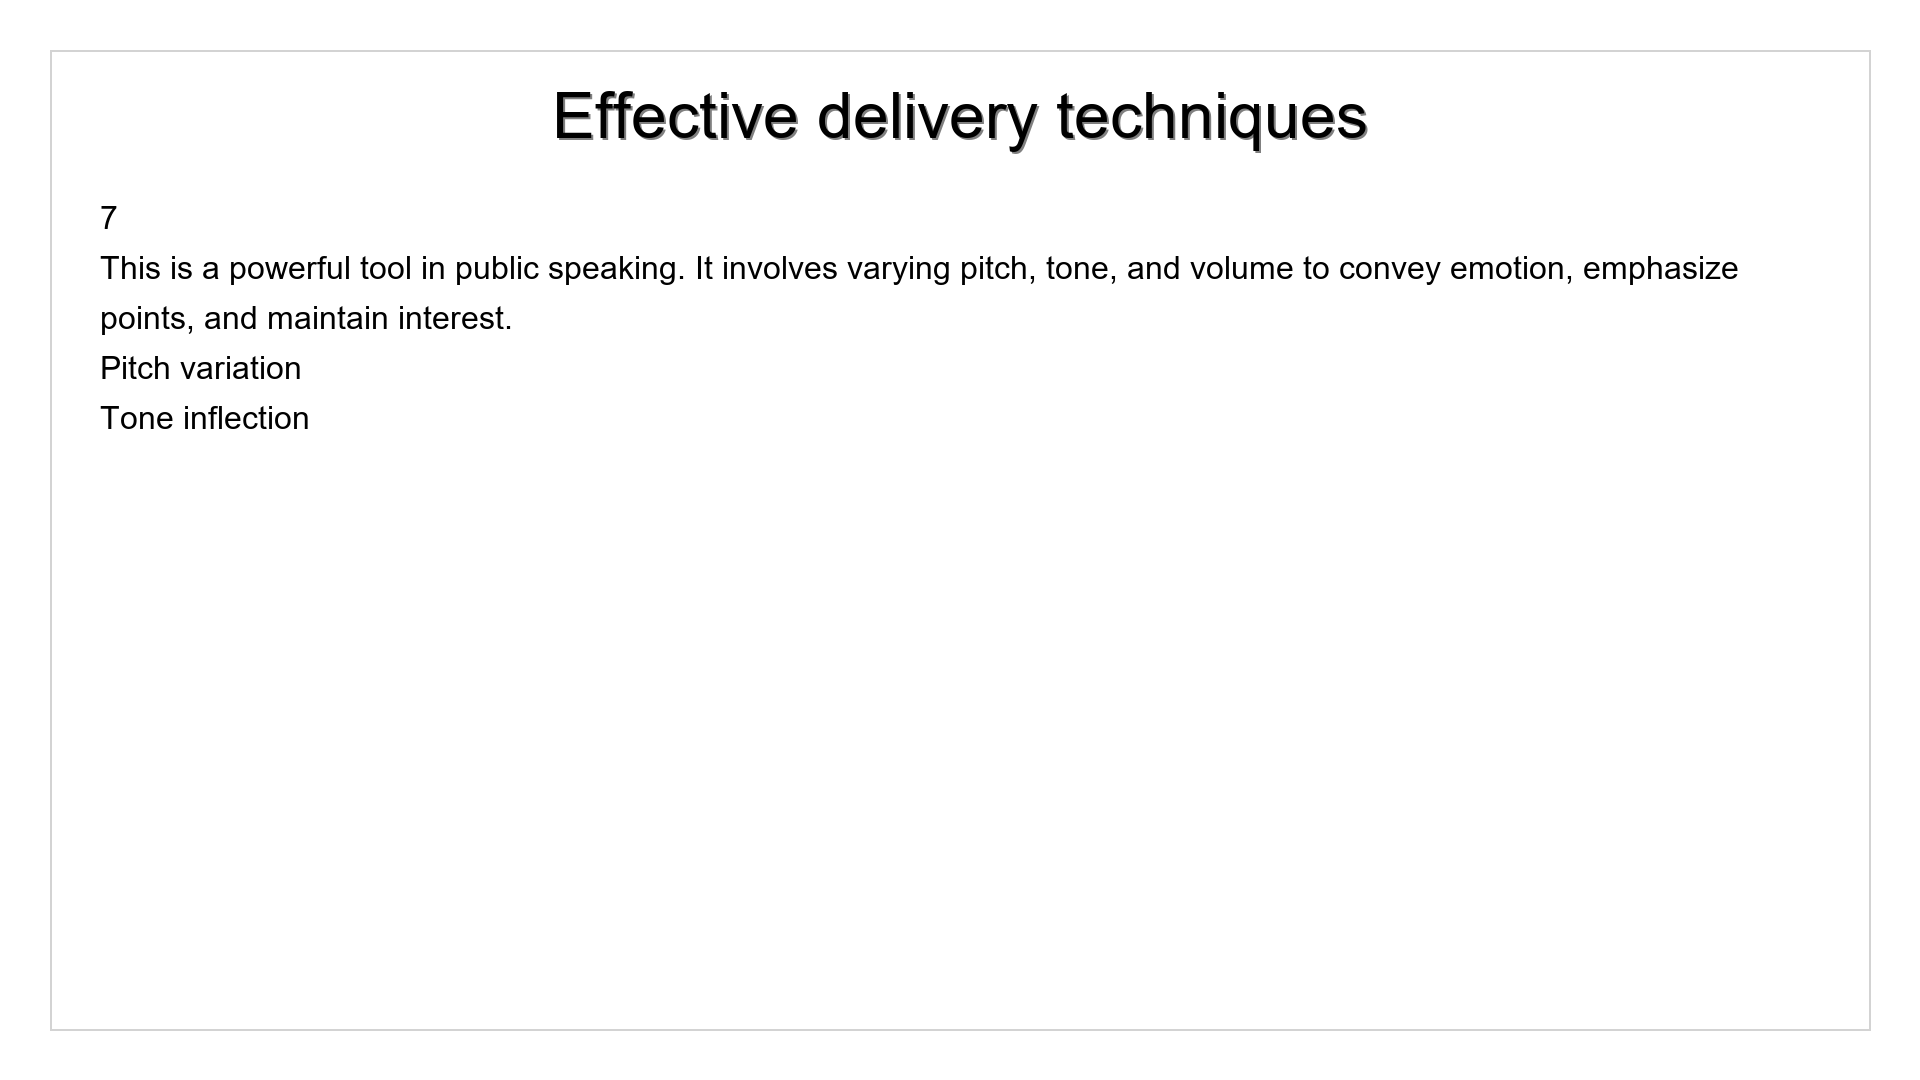 Effective delivery techniques
7
This is a powerful tool in public speaking. It involves varying pitch, tone, and volume to convey emotion, emphasize
points, and maintain interest.
Pitch variation
Tone inflection